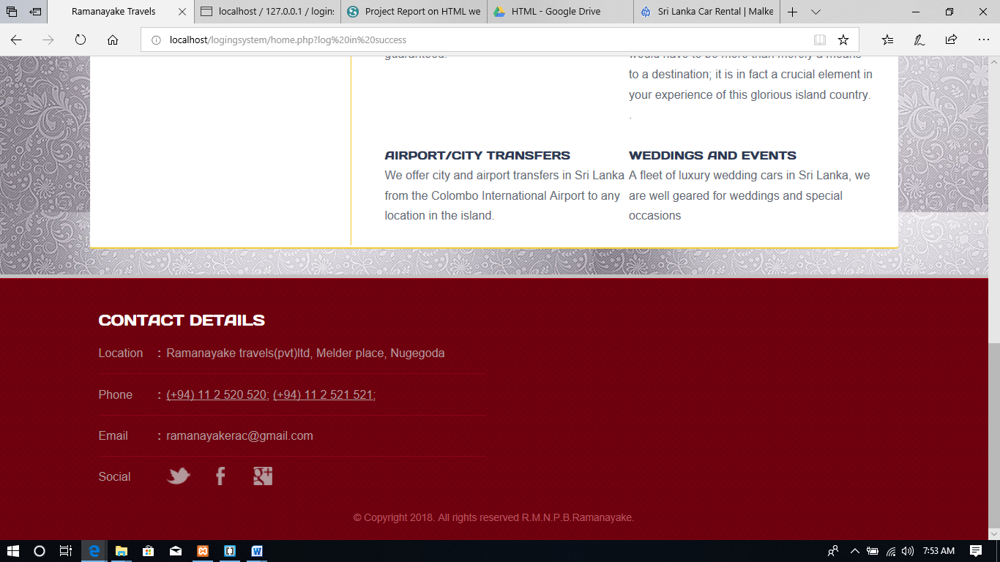 Ramanayake Travels
localhost / 127.0.0.1 / logins
Project Report on HTML we
HTML - Google Drive
Sri Lanka Car Rental | Malke
localhost/logingsystem/home.php?log%20in%20success
guaranteed.
would have to be more than merely a means
to a destination; it is in fact a crucial element in
your experience of this glorious island country.
.
AIRPORT/CITY TRANSFERS
We offer city and airport transfers in Sri Lanka
from the Colombo International Airport to any
location in the island.
WEDDINGS AND EVENTS
A fleet of luxury wedding cars in Sri Lanka, we
are well geared for weddings and special
occasions
CONTACT DETAILS
Location : Ramanayake travels(pvt)ltd, Melder place, Nugegoda
Phone : (+94) 11 2 520 520; (+94) 11 2 521 521;
Email : ramanayakerac@gmail.com
Social
© Copyright 2018. All rights reserved R.M.N.P.B.Ramanayake.
7:53 AM